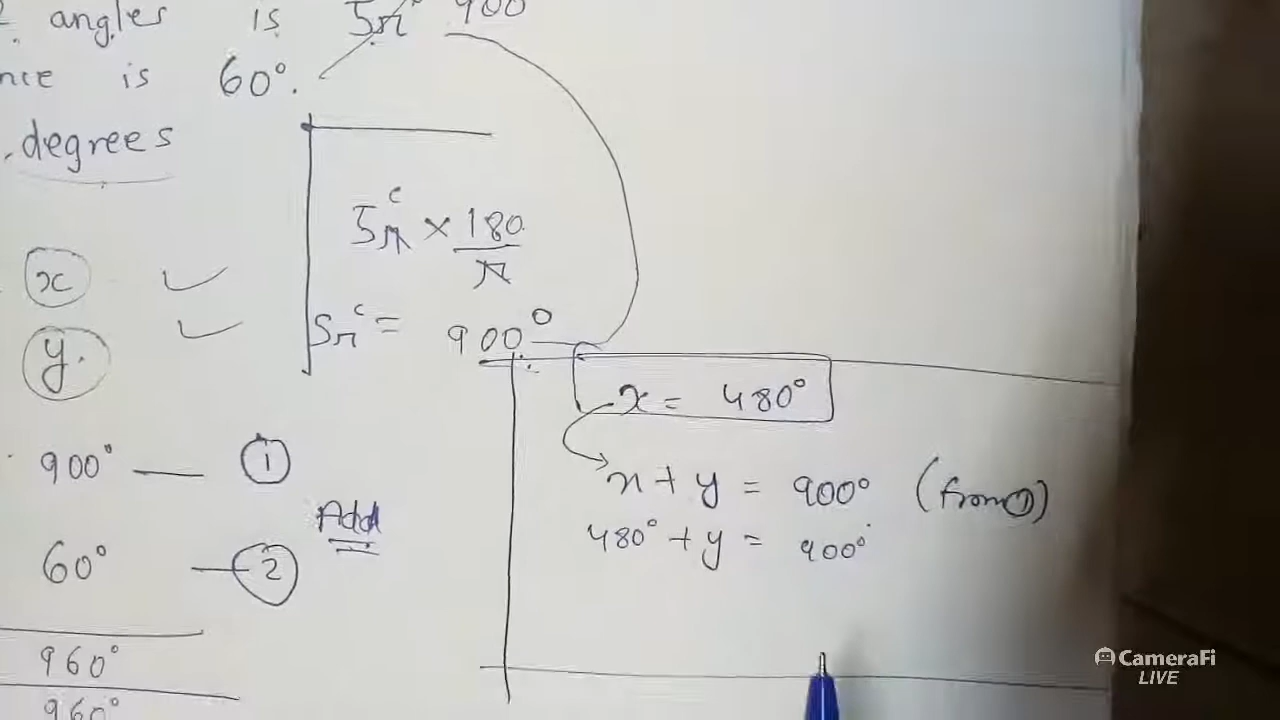 angles is 5π^c 900
is 60°.
degrees
5π^c × 180/π
5π^c = 900°
x
y.
x = 480°
900° — ①
x + y = 900° (from ①)
Add
480° + y = 900°
60° — ②
960°
960°
CameraFi
LIVE